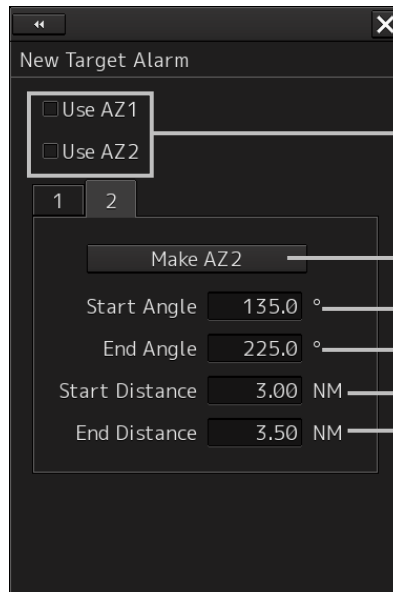 New Target Alarm
Use AZ1
Use AZ2
1 2
Make AZ2
Start Angle 135.0 °
End Angle 225.0 °
Start Distance 3.00 NM
End Distance 3.50 NM